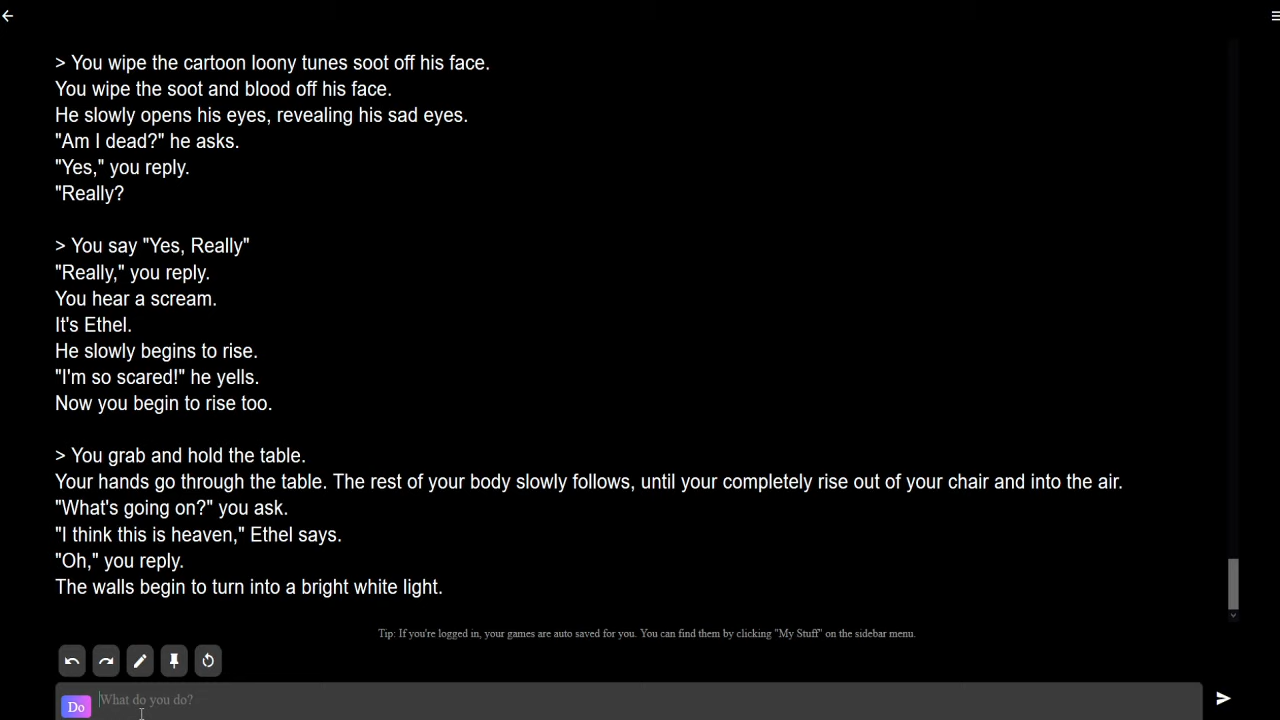 > You wipe the cartoon loony tunes soot off his face.
You wipe the soot and blood off his face.
He slowly opens his eyes, revealing his sad eyes.
"Am I dead?" he asks.
"Yes," you reply.
"Really?
> You say "Yes, Really"
"Really," you reply.
You hear a scream.
It's Ethel.
He slowly begins to rise.
"I'm so scared!" he yells.
Now you begin to rise too.
> You grab and hold the table.
Your hands go through the table. The rest of your body slowly follows, until your completely rise out of your chair and into the air.
"What's going on?" you ask.
"I think this is heaven," Ethel says.
"Oh," you reply.
The walls begin to turn into a bright white light.
Tip: If you're logged in, your games are auto saved for you. You can find them by clicking "My Stuff" on the sidebar menu.
Do What do you do?